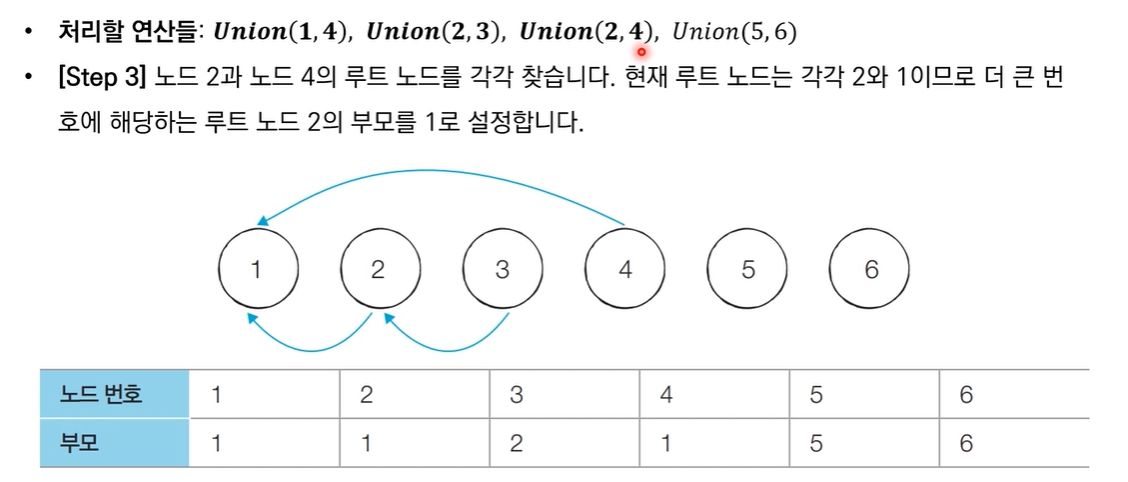 • 처리할 연산들: Union(1,4), Union(2,3), Union(2,4), Union(5,6)
• [Step 3] 노드 2과 노드 4의 루트 노드를 각각 찾습니다. 현재 루트 노드는 각각 2와 1이므로 더 큰 번
호에 해당하는 루트 노드 2의 부모를 1로 설정합니다.
1 2 3 4 5 6
노드 번호 1 2 3 4 5 6
부모 1 1 2 1 5 6